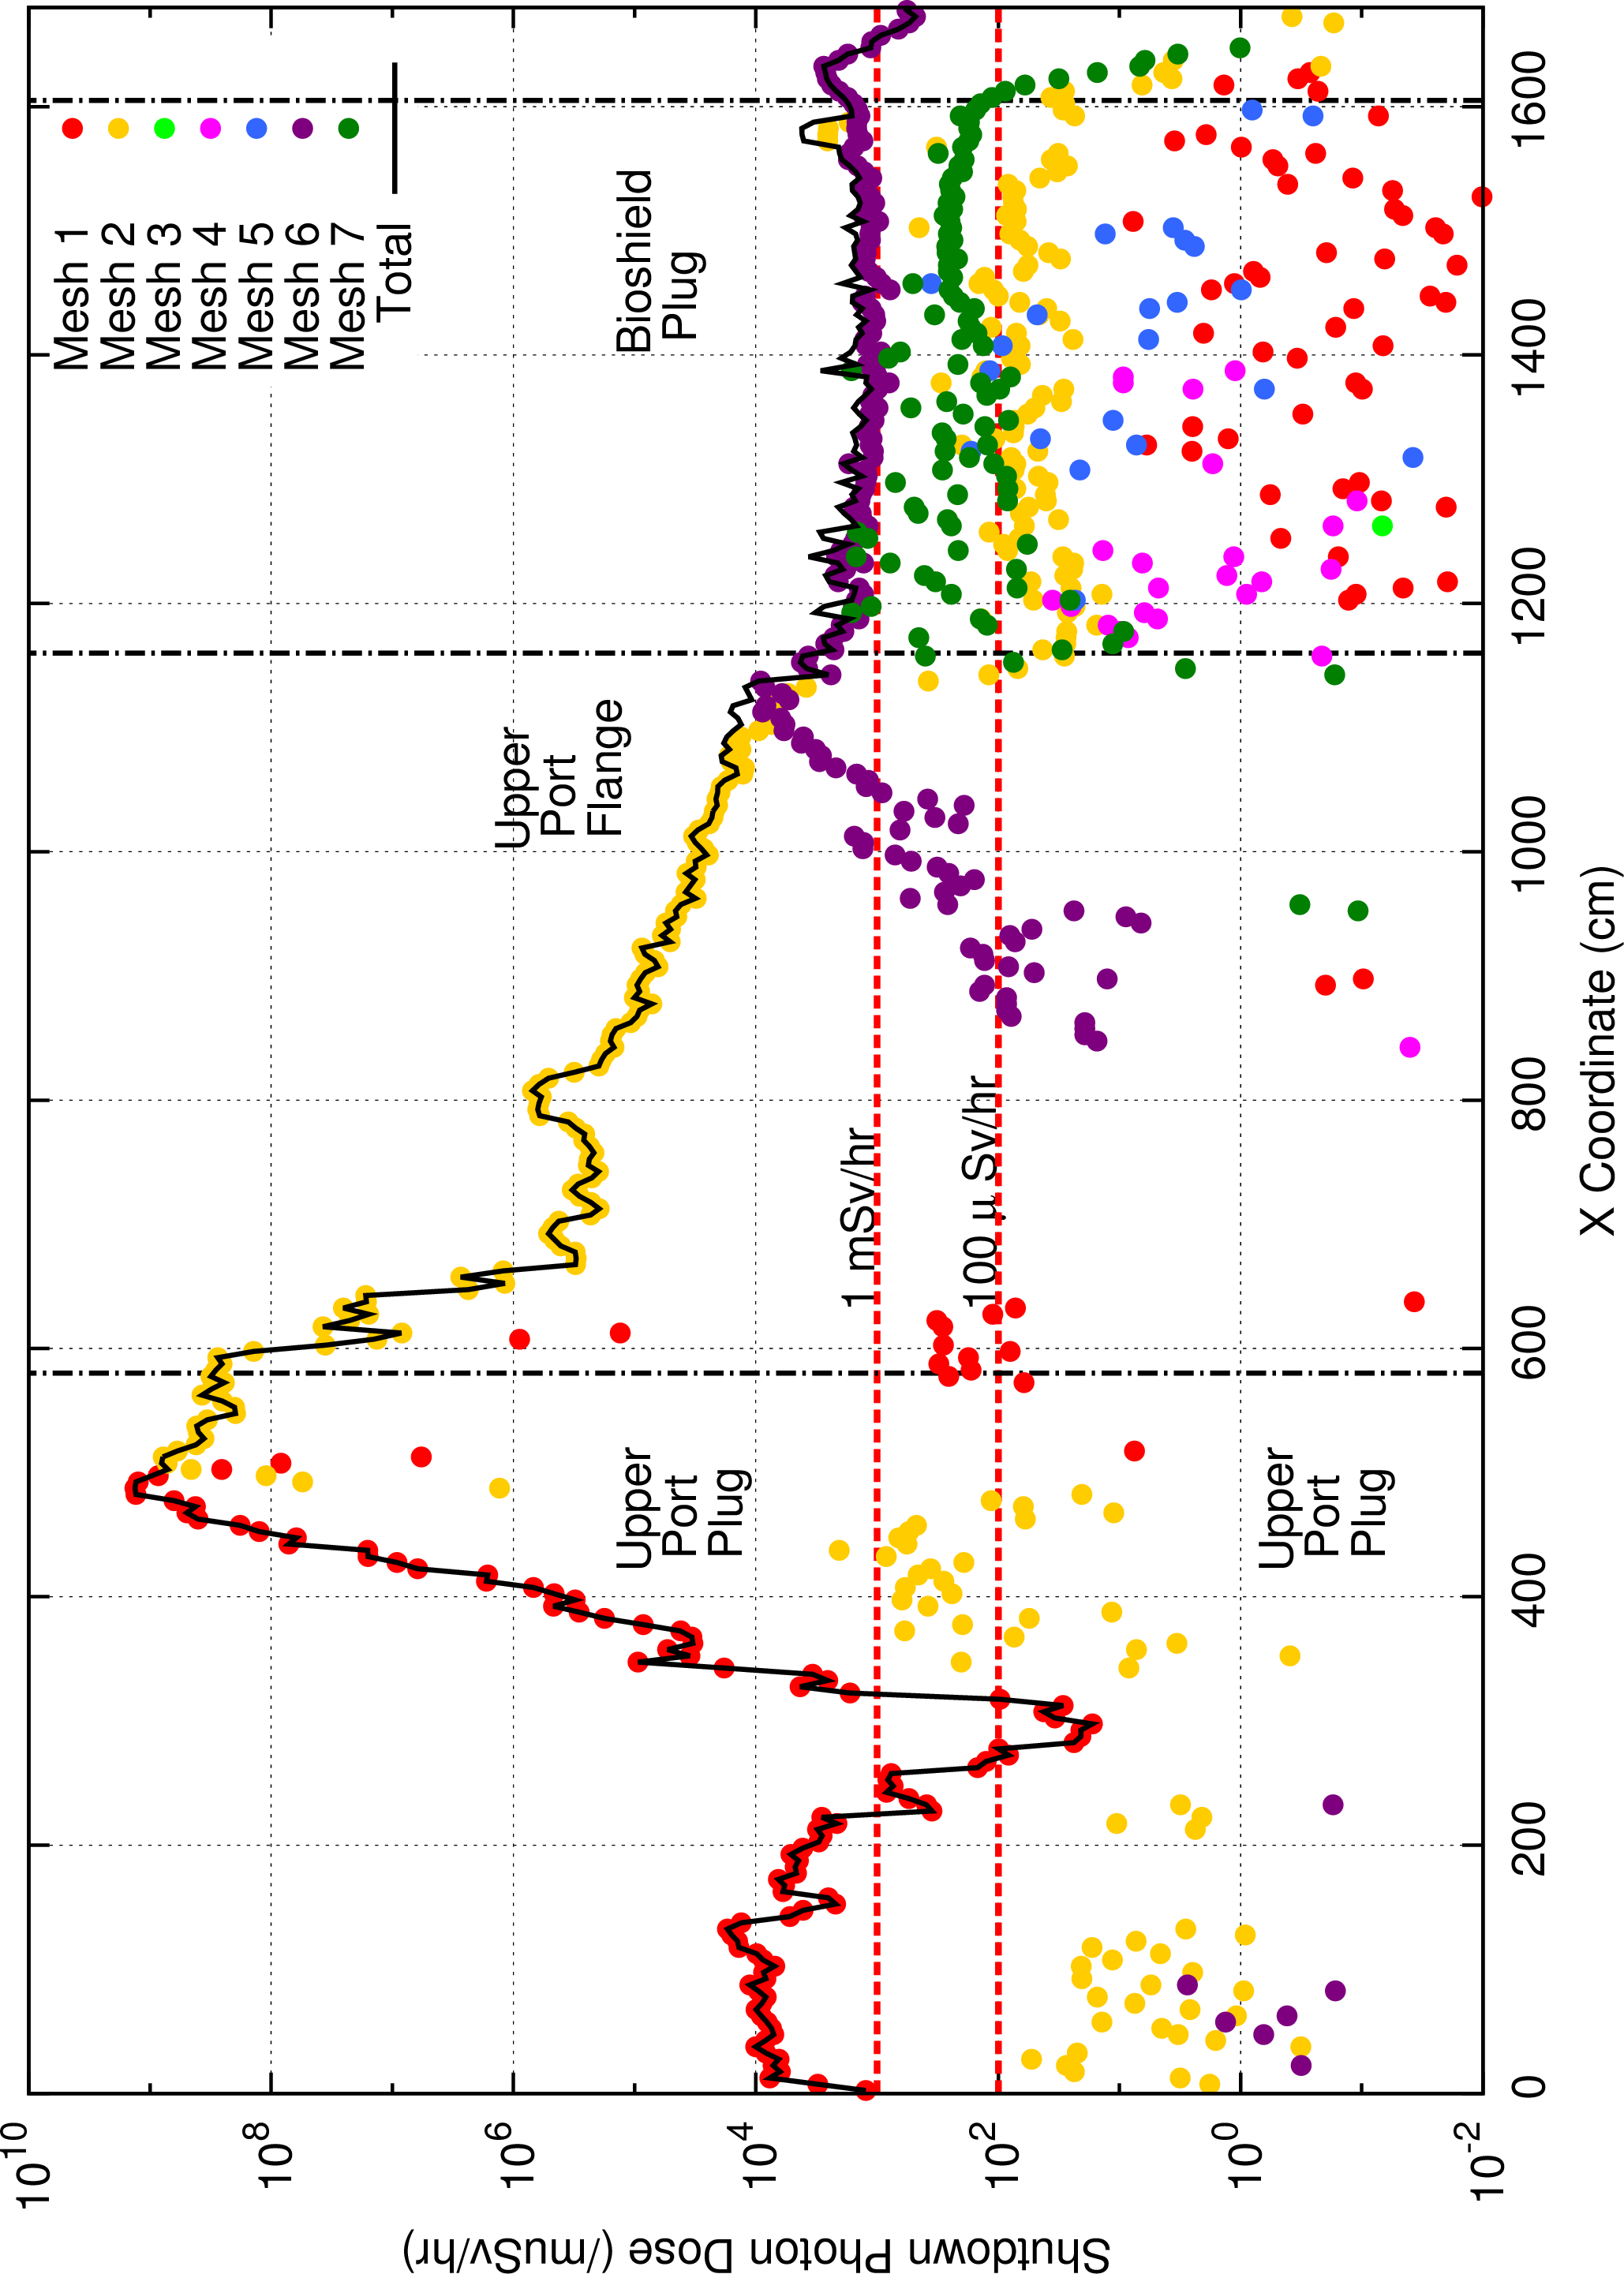 Mesh 1
Mesh 2
Mesh 3
Mesh 4
Mesh 5
Mesh 6
Mesh 7
Total
Bioshield
Plug
Upper
Port
Flange
1 mSv/hr
100 µ Sv/hr
Upper
Port
Plug
Upper
Port
Plug
10^10
10^8
10^6
10^4
10^2
10^0
10^-2
0 200 400 600 800 1000 1200 1400 1600
X Coordinate (cm)
Shutdown Photon Dose (/muSv/hr)